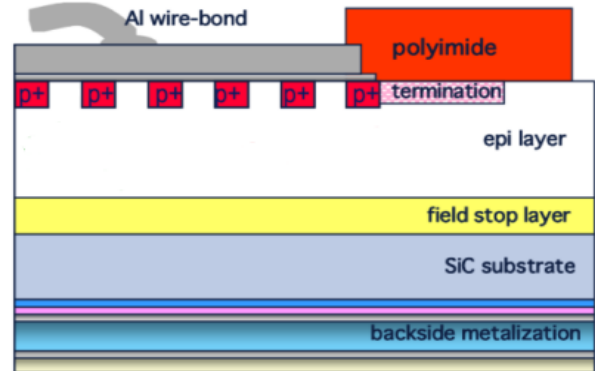 Al wire-bond
polyimide
p+ p+ p+ p+ p+ p+ termination
epi layer
field stop layer
SiC substrate
backside metalization